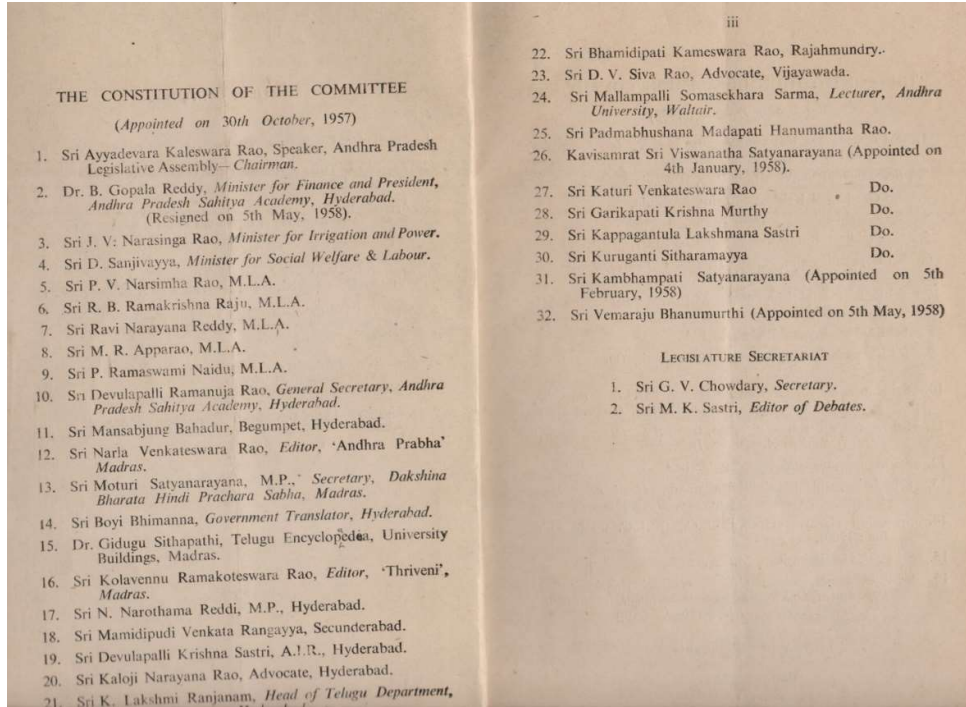 THE CONSTITUTION OF THE COMMITTEE
(Appointed on 30th October, 1957)
1. Sri Ayyadevara Kaleswara Rao, Speaker, Andhra Pradesh
Legislative Assembly—Chairman.
2. Dr. B. Gopala Reddy, Minister for Finance and President,
Andhra Pradesh Sahitya Academy, Hyderabad.
(Resigned on 5th May, 1958).
3. Sri J. V. Narasinga Rao, Minister for Irrigation and Power.
4. Sri D. Sanjivayya, Minister for Social Welfare & Labour.
5. Sri P. V. Narsimha Rao, M.L.A.
6. Sri R. B. Ramakrishna Raju, M.L.A.
7. Sri Ravi Narayana Reddy, M.L.A.
8. Sri M. R. Apparao, M.L.A.
9. Sri P. Ramaswami Naidu, M.L.A.
10. Sri Devulapalli Ramanuja Rao, General Secretary, Andhra
Pradesh Sahitya Academy, Hyderabad.
11. Sri Mansabjung Bahadur, Begumpet, Hyderabad.
12. Sri Narla Venkateswara Rao, Editor, 'Andhra Prabha'
Madras.
13. Sri Moturi Satyanarayana, M.P., Secretary, Dakshina
Bharata Hindi Prachara Sabha, Madras.
14. Sri Boyi Bhimanna, Government Translator, Hyderabad.
15. Dr. Gidugu Sithapathi, Telugu Encyclopedea, University
Buildings, Madras.
16. Sri Kolavennu Ramakoteswara Rao, Editor, 'Thriveni',
Madras.
17. Sri N. Narothama Reddi, M.P., Hyderabad.
18. Sri Mamidipudi Venkata Rangayya, Secunderabad.
19. Sri Devulapalli Krishna Sastri, A.I.R., Hyderabad.
20. Sri Kaloji Narayana Rao, Advocate, Hyderabad.
21. Sri K. Lakshmi Ranjanam, Head of Telugu Department,
iii
22. Sri Bhamidipati Kameswara Rao, Rajahmundry.
23. Sri D. V. Siva Rao, Advocate, Vijayawada.
24. Sri Mallampalli Somasekhara Sarma, Lecturer, Andhra
University, Waltair.
25. Sri Padmabhushana Madapati Hanumantha Rao.
26. Kavisamrat Sri Viswanatha Satyanarayana (Appointed on
4th January, 1958).
27. Sri Katuri Venkateswara Rao Do.
28. Sri Garikapati Krishna Murthy Do.
29. Sri Kappagantula Lakshmana Sastri Do.
30. Sri Kuruganti Sitharamayya Do.
31. Sri Kambhampati Satyanarayana (Appointed on 5th
February, 1958)
32. Sri Vemaraju Bhanumurthi (Appointed on 5th May, 1958)
LEGISLATURE SECRETARIAT
1. Sri G. V. Chowdary, Secretary.
2. Sri M. K. Sastri, Editor of Debates.